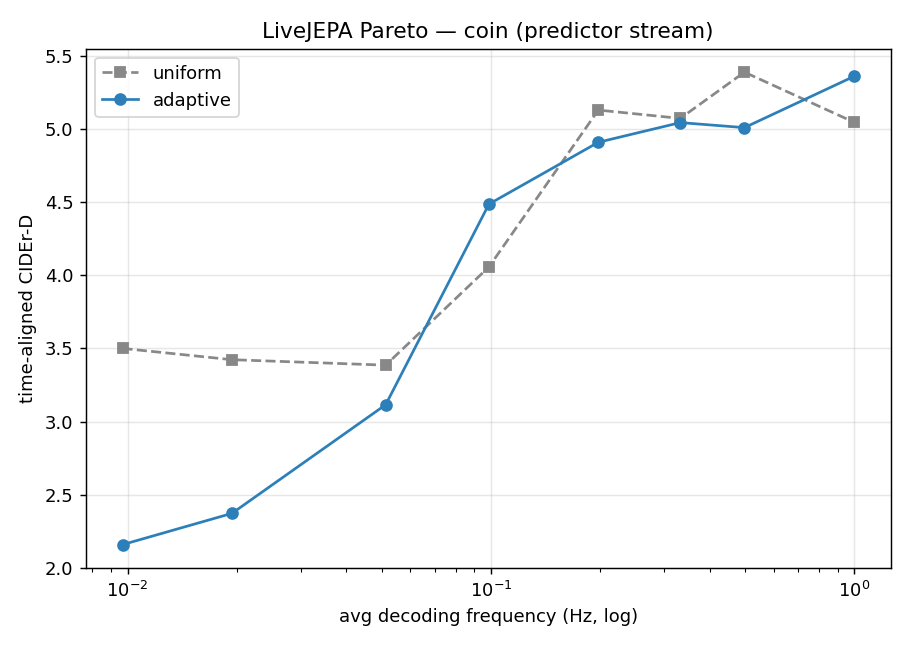 LiveJEPA Pareto — coin (predictor stream)
uniform
adaptive
time-aligned CIDEr-D
5.5
5.0
4.5
4.0
3.5
3.0
2.5
2.0
10⁻²
10⁻¹
10⁰
avg decoding frequency (Hz, log)